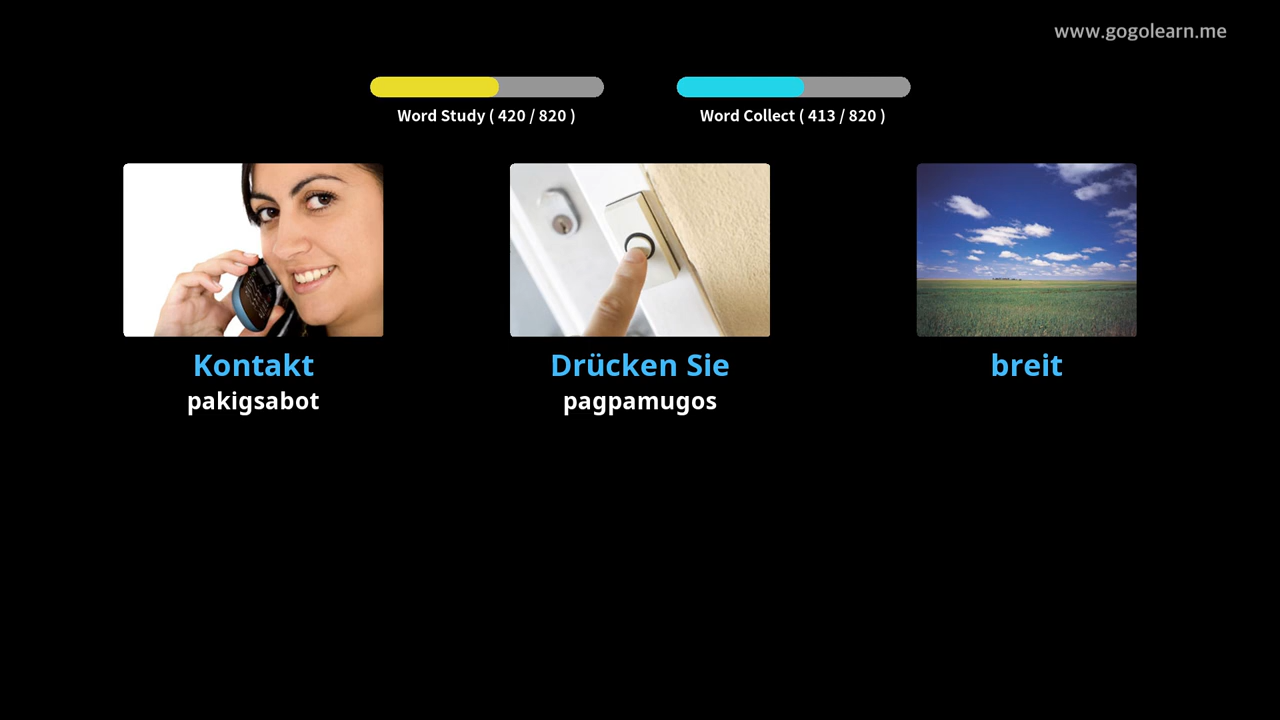 www.gogolearn.me
Word Study ( 420 / 820 )
Word Collect ( 413 / 820 )
Kontakt
pakigsabot
Drücken Sie
pagpamugos
breit